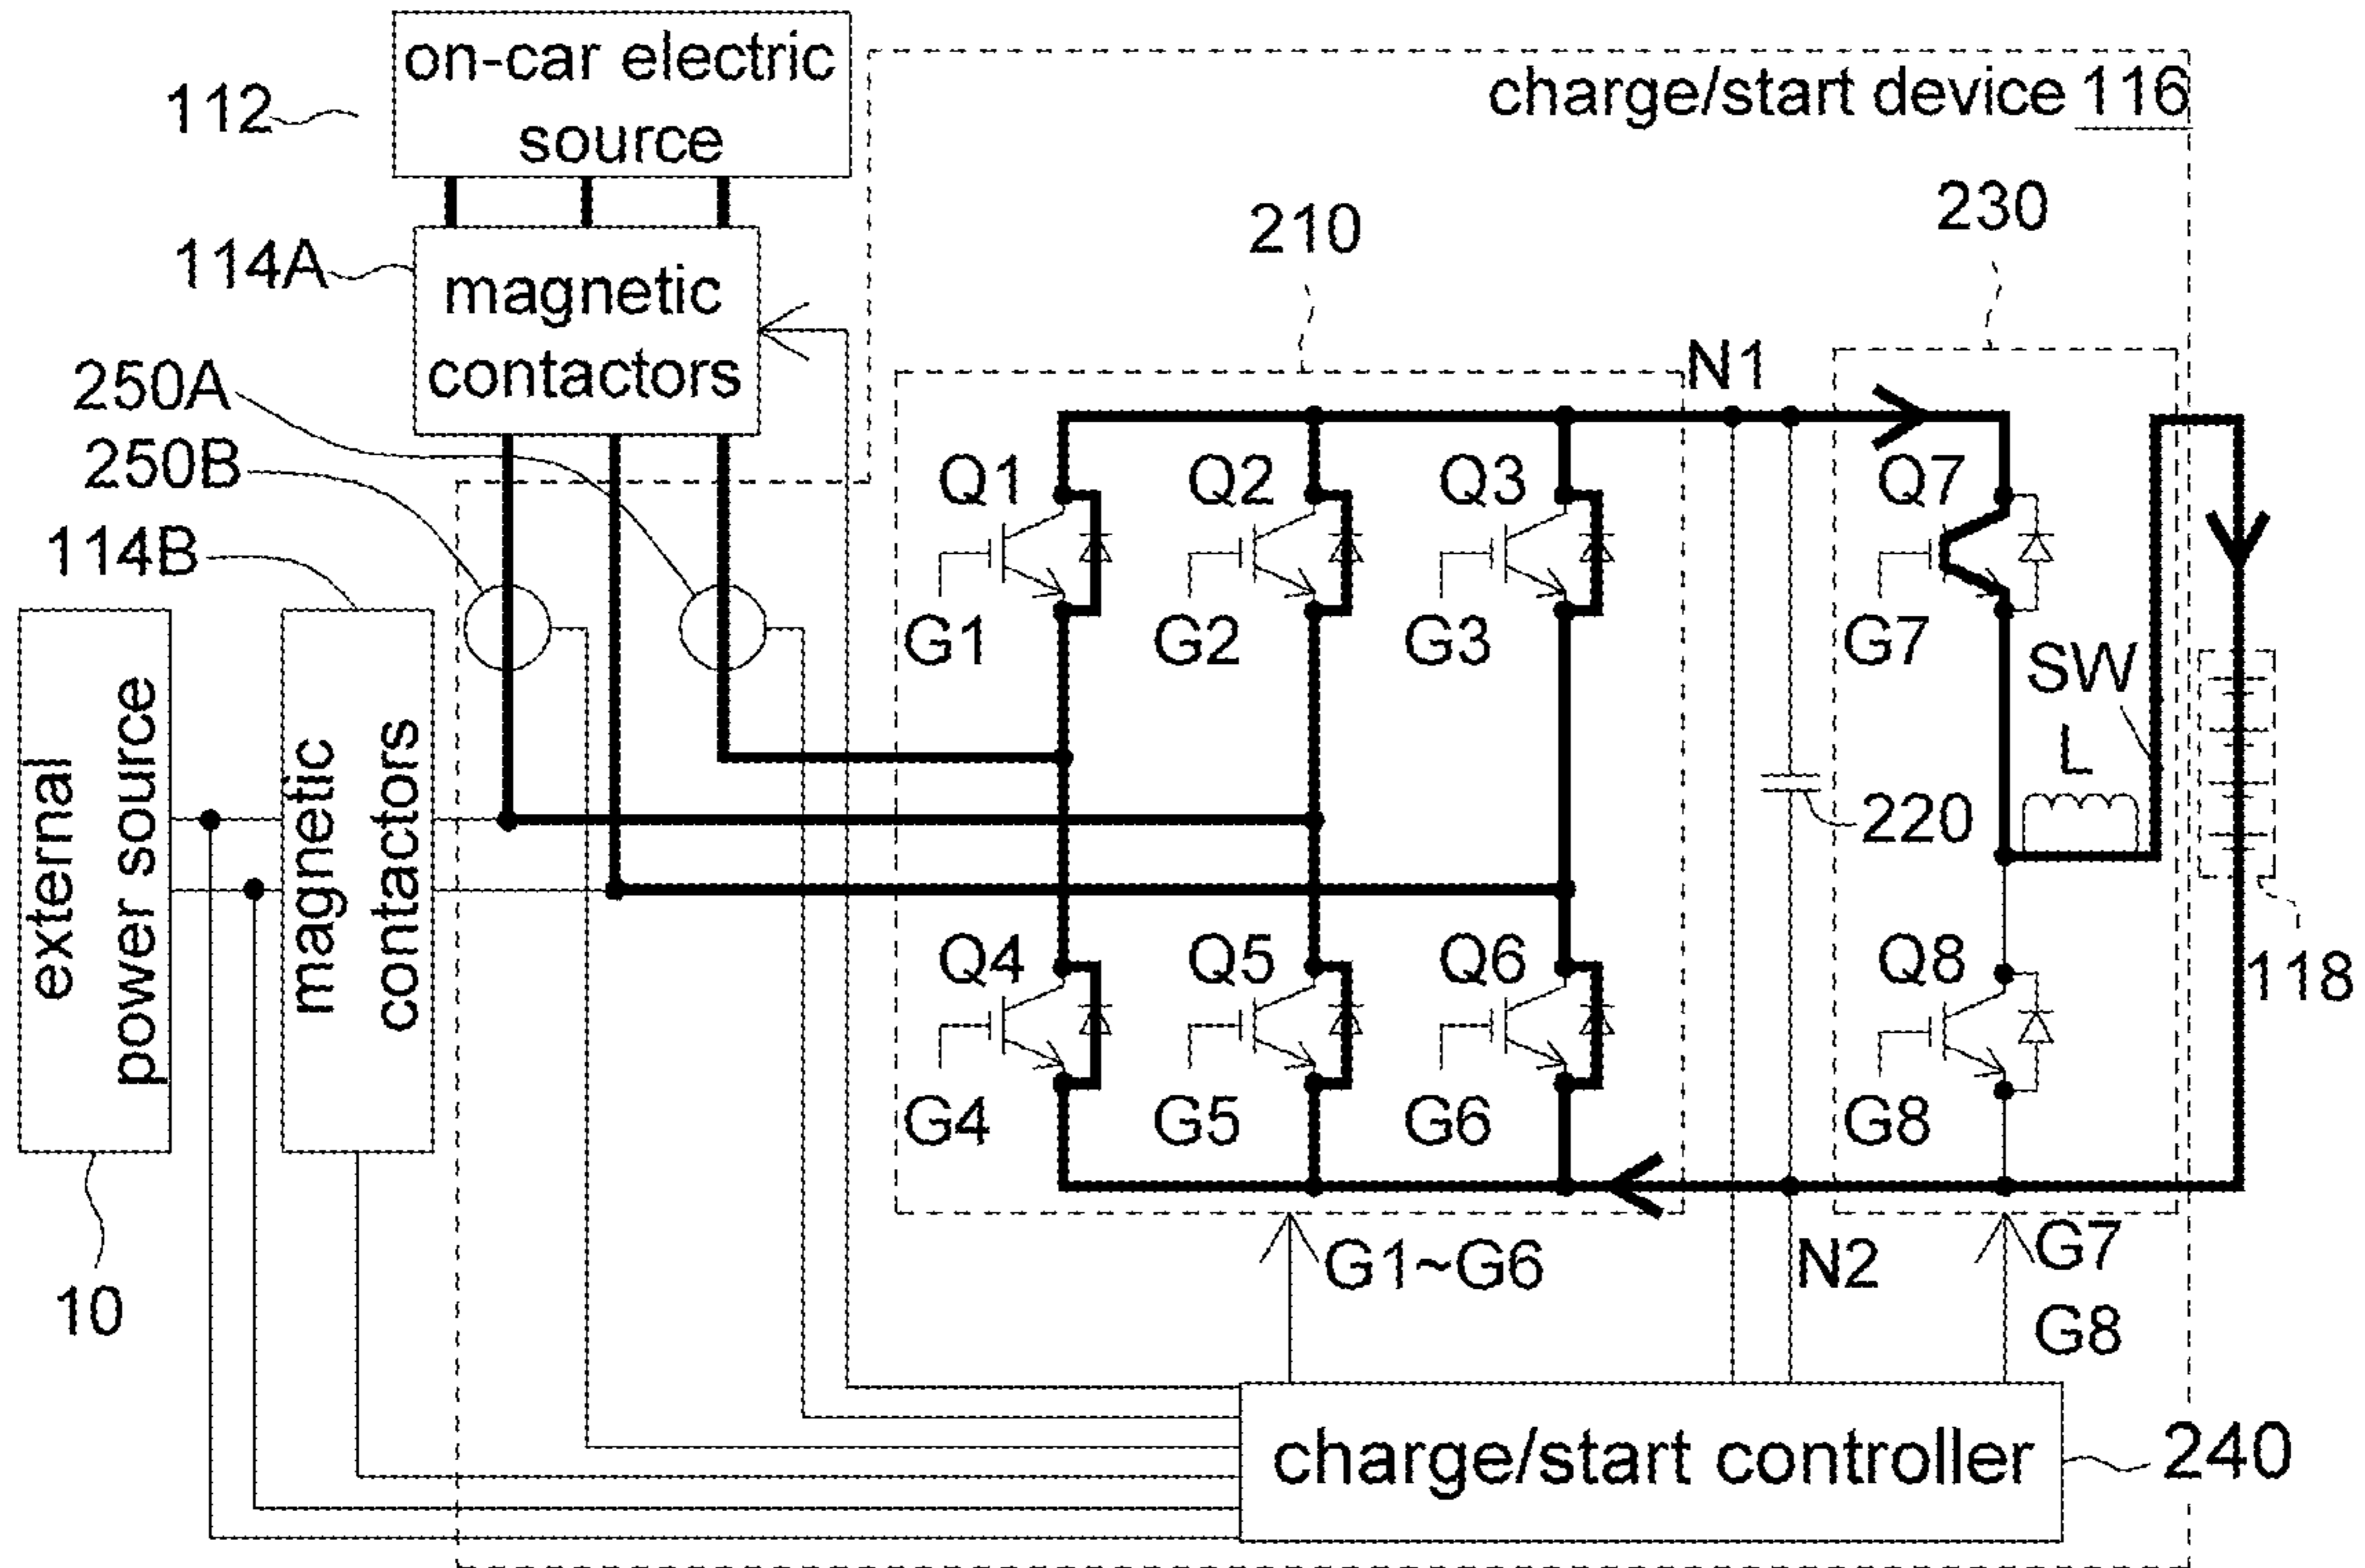 on-car electric
source
112
charge/start device 116
230
210
114A
magnetic
contactors
N1
250A
250B
Q1
Q2
Q3
Q7
114B
G1
G2
G3
G7
SW
L
external
power source
magnetic
contactors
220
Q4
Q5
Q6
Q8
118
G4
G5
G6
G8
G1~G6
N2
G7
G8
10
charge/start controller
240